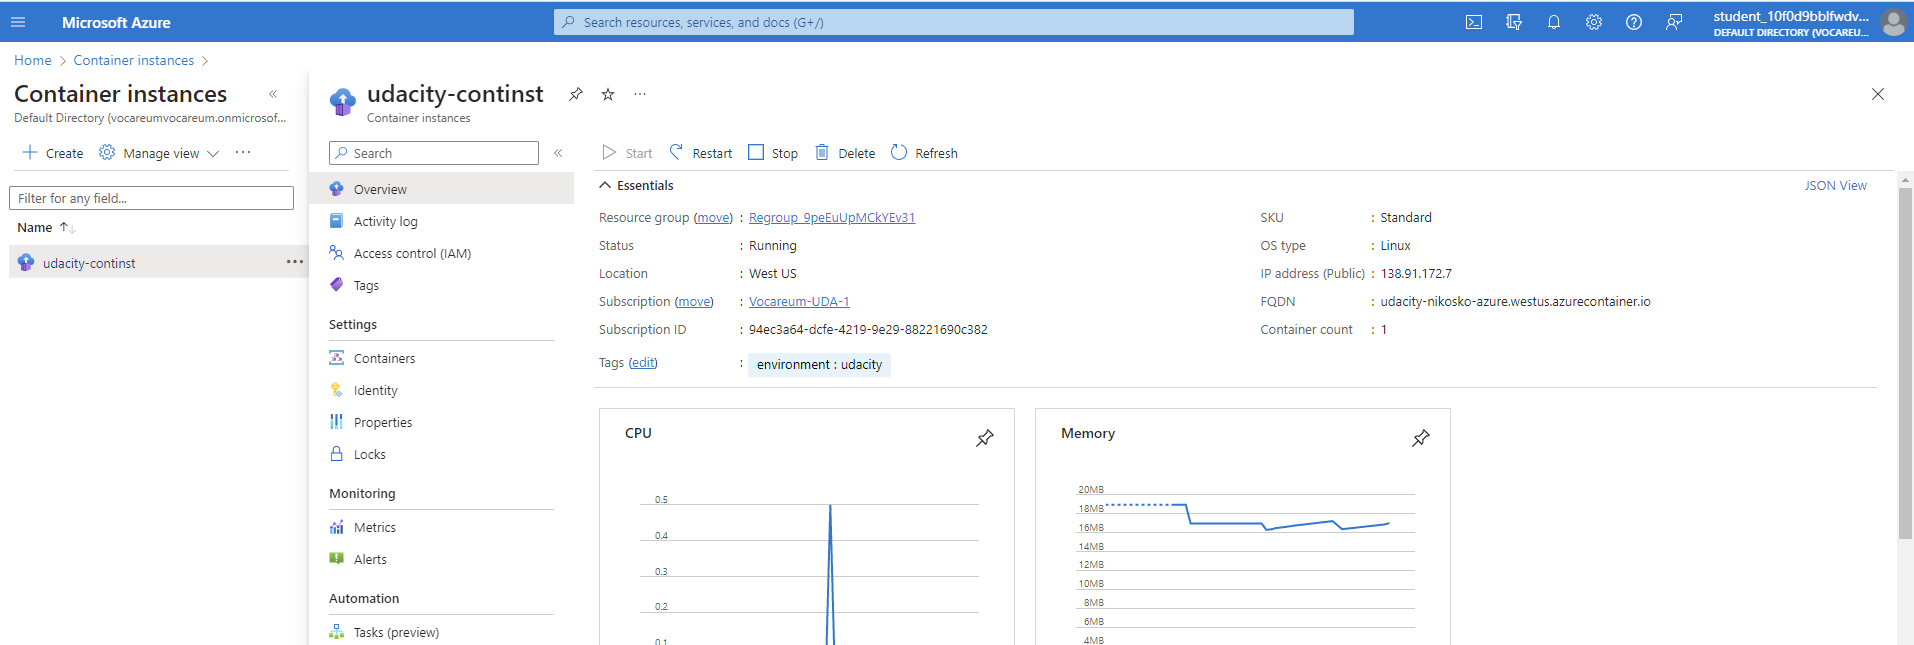 Microsoft Azure
Search resources, services, and docs (G+/)
student_10f0d9bblfwdv...
DEFAULT DIRECTORY (VOCAREU...
Home > Container instances >
Container instances
Default Directory (vocareumvocareum.onmicrosof...
Create Manage view ...
Filter for any field...
Name
udacity-continst ...
udacity-continst ...
Container instances
Search
Overview
Activity log
Access control (IAM)
Tags
Settings
Containers
Identity
Properties
Locks
Monitoring
Metrics
Alerts
Automation
Tasks (preview)
Start Restart Stop Delete Refresh
Essentials
JSON View
Resource group (move) : Regroup_9peEuUpMCkYEv31
Status : Running
Location : West US
Subscription (move) : Vocareum-UDA-1
Subscription ID : 94ec3a64-dcfe-4219-9e29-88221690c382
Tags (edit) : environment : udacity
SKU : Standard
OS type : Linux
IP address (Public) : 138.91.172.7
FQDN : udacity-nikosko-azure.westus.azurecontainer.io
Container count : 1
CPU
0.5
0.4
0.3
0.2
0.1
Memory
20MB
18MB
16MB
14MB
12MB
10MB
8MB
6MB
4MB